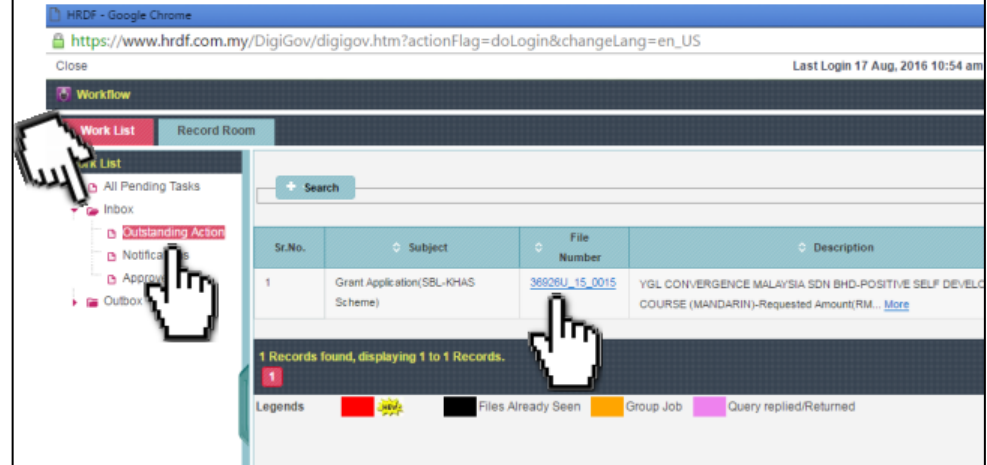 HRDF - Google Chrome
https://www.hrdf.com.my/DigiGov/digigov.htm?actionFlag=doLogin&changeLang=en_US
Close
Last Login 17 Aug, 2016 10:54 am
Workflow
Work List
Record Room
List
All Pending Tasks
Inbox
Outstanding Action
Outbox
+ Search
Sr.No.
Subject
File
Number
Description
1
Grant Application(SBL-KHAS
Scheme)
36926U_15_0015
YGL CONVERGENCE MALAYSIA SDN BHD-POSITIVE SELF DEVELO
COURSE (MANDARIN)-Requested Amount(RM... More
1 Records found, displaying 1 to 1 Records.
1
Legends
NEW
Files Already Seen
Group Job
Query replied/Returned